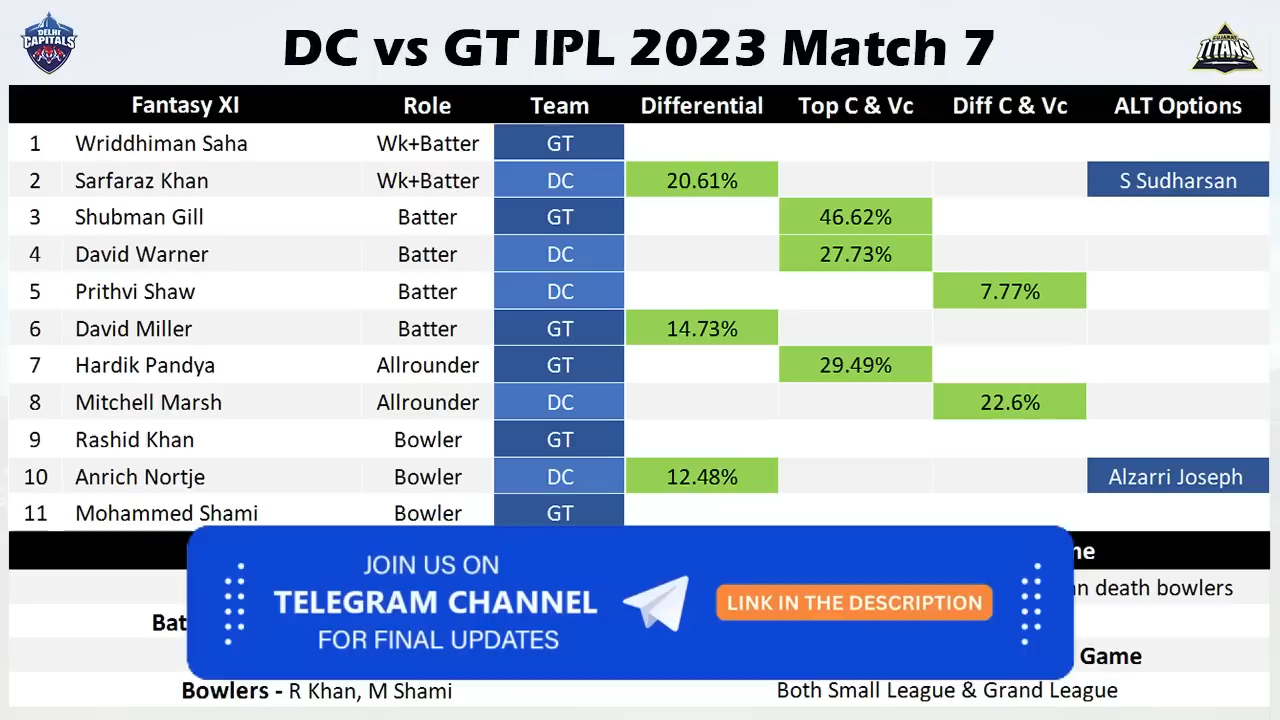 DELHI CAPITALS
DC vs GT IPL 2023 Match 7
GUJARAT TITANS
Fantasy XI Role Team Differential Top C & Vc Diff C & Vc ALT Options
1 Wriddhiman Saha Wk+Batter GT
2 Sarfaraz Khan Wk+Batter DC 20.61% S Sudharsan
3 Shubman Gill Batter GT 46.62%
4 David Warner Batter DC 27.73%
5 Prithvi Shaw Batter DC 7.77%
6 David Miller Batter GT 14.73%
7 Hardik Pandya Allrounder GT 29.49%
8 Mitchell Marsh Allrounder DC 22.6%
9 Rashid Khan Bowler GT
10 Anrich Nortje Bowler DC 12.48% Alzarri Joseph
11 Mohammed Shami Bowler GT
JOIN US ON
TELEGRAM CHANNEL
FOR FINAL UPDATES
LINK IN THE DESCRIPTION
death bowlers
Game
Bowlers - R Khan, M Shami Both Small League & Grand League